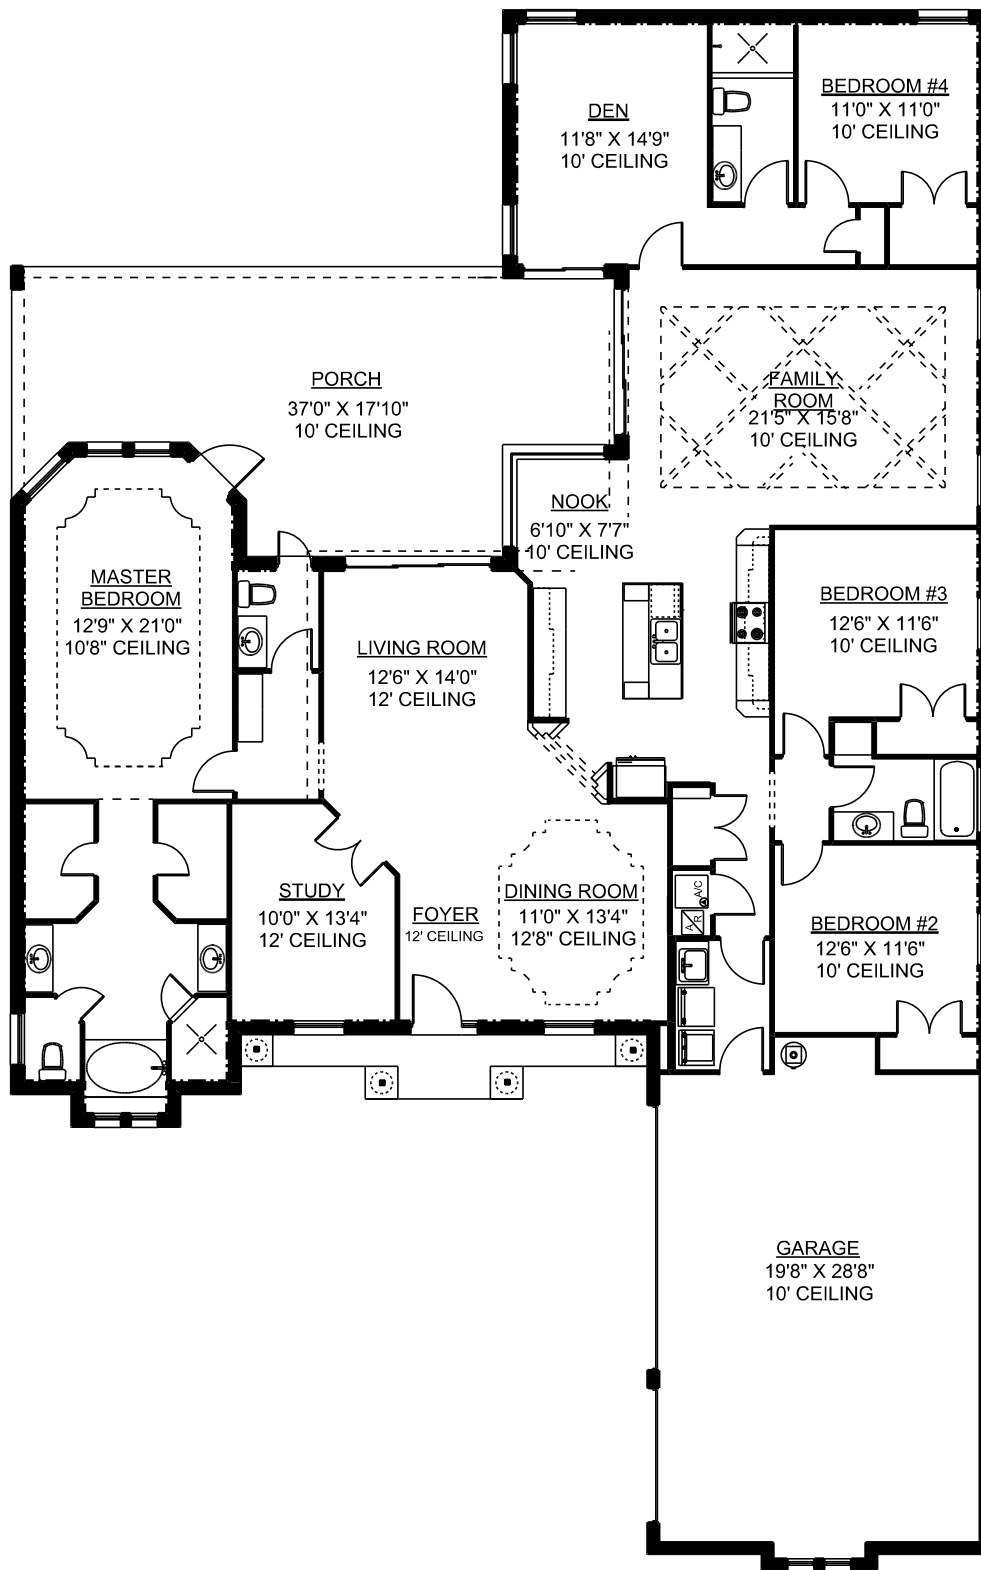 BEDROOM #4
11'0" X 11'0"
10' CEILING
DEN
11'8" X 14'9"
10' CEILING
PORCH
37'0" X 17'10"
10' CEILING
FAMILY
ROOM
21'5" X 15'8"
10' CEILING
NOOK
6'10" X 7'7"
10' CEILING
MASTER
BEDROOM
12'9" X 21'0"
10'8" CEILING
LIVING ROOM
12'6" X 14'0"
12' CEILING
BEDROOM #3
12'6" X 11'6"
10' CEILING
STUDY
10'0" X 13'4"
12' CEILING
FOYER
12' CEILING
DINING ROOM
11'0" X 13'4"
12'8" CEILING
A/C
A/R
BEDROOM #2
12'6" X 11'6"
10' CEILING
GARAGE
19'8" X 28'8"
10' CEILING